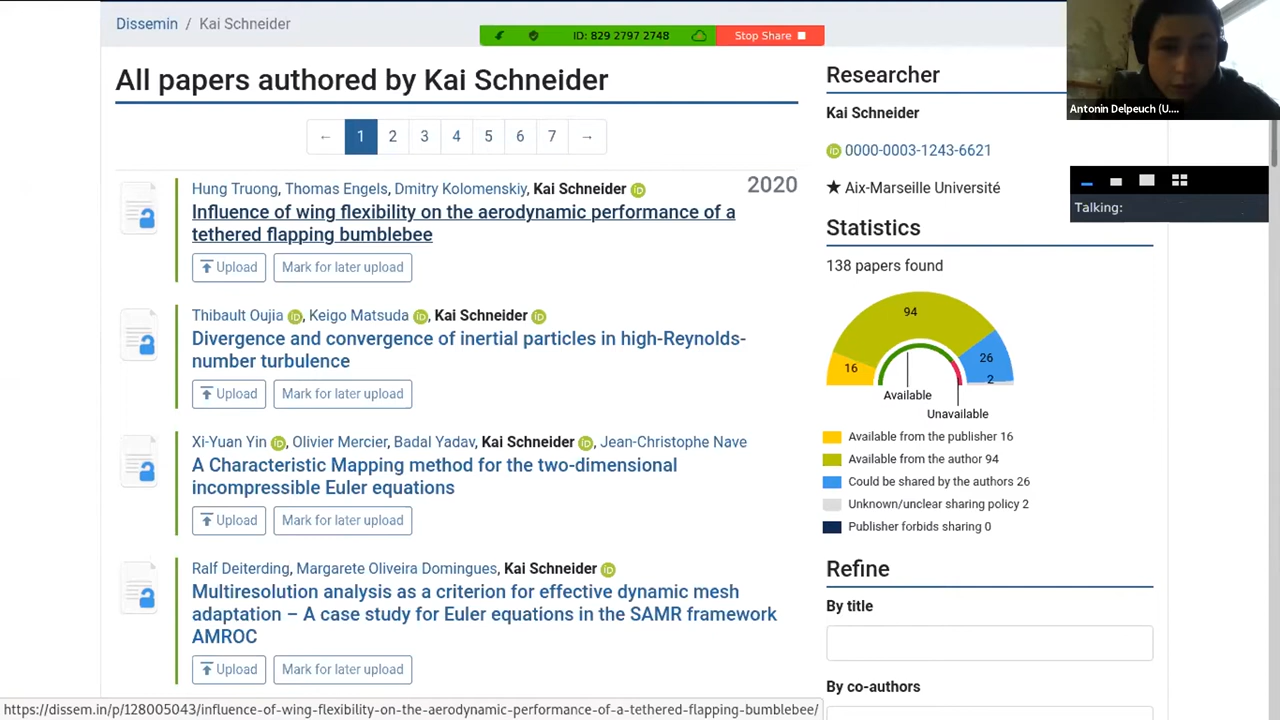 Dissemin / Kai Schneider
ID: 829 2797 2748
Stop Share
All papers authored by Kai Schneider
← 1 2 3 4 5 6 7 →
2020
Hung Truong, Thomas Engels, Dmitry Kolomenskiy, Kai Schneider iD
Influence of wing flexibility on the aerodynamic performance of a
tethered flapping bumblebee
Upload Mark for later upload
Thibault Oujia iD, Keigo Matsuda iD, Kai Schneider iD
Divergence and convergence of inertial particles in high-Reynolds-
number turbulence
Upload Mark for later upload
Xi-Yuan Yin iD, Olivier Mercier, Badal Yadav, Kai Schneider iD, Jean-Christophe Nave
A Characteristic Mapping method for the two-dimensional
incompressible Euler equations
Upload Mark for later upload
Ralf Deiterding, Margarete Oliveira Domingues, Kai Schneider iD
Multiresolution analysis as a criterion for effective dynamic mesh
adaptation – A case study for Euler equations in the SAMR framework
AMROC
Upload Mark for later upload
Researcher
Kai Schneider
iD 0000-0003-1243-6621
★ Aix-Marseille Université
Statistics
138 papers found
94
16
26
2
Available
Unavailable
Available from the publisher 16
Available from the author 94
Could be shared by the authors 26
Unknown/unclear sharing policy 2
Publisher forbids sharing 0
Refine
By title
By co-authors
Antonin Delpeuch (U....
Talking:
https://dissem.in/p/128005043/influence-of-wing-flexibility-on-the-aerodynamic-performance-of-a-tethered-flapping-bumblebee/